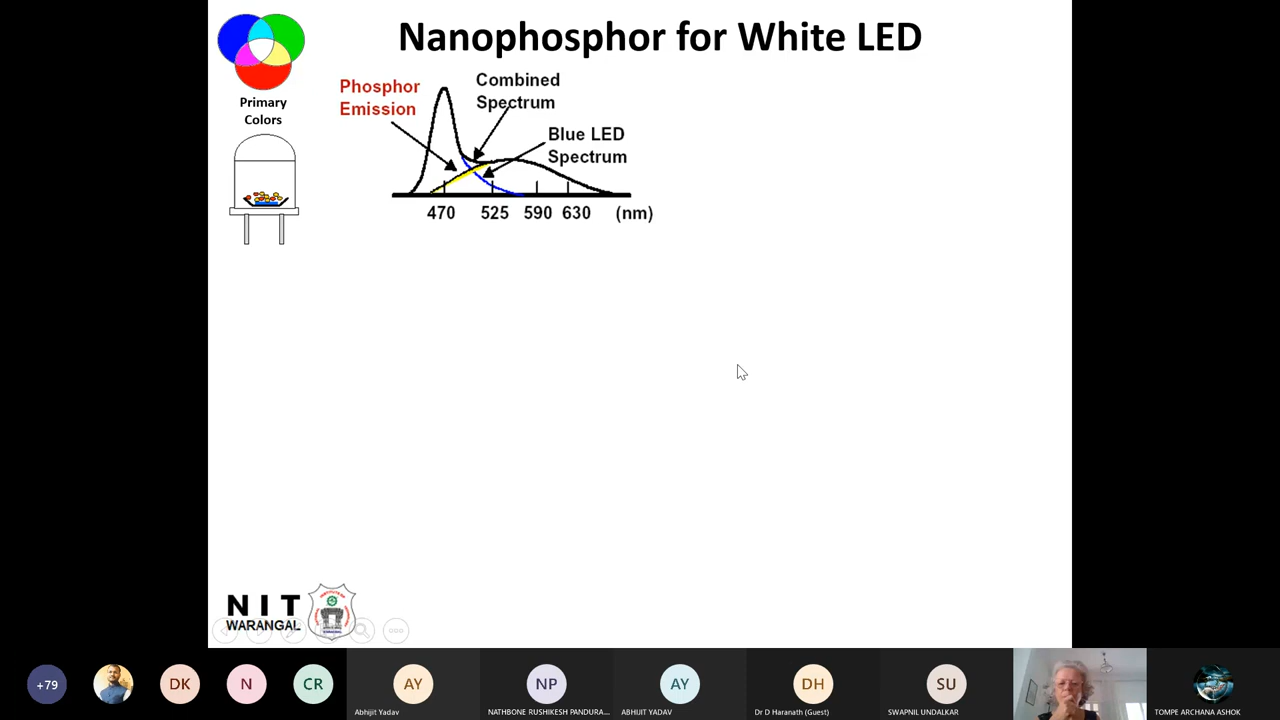 Nanophosphor for White LED
Primary
Colors
Phosphor
Emission
Combined
Spectrum
Blue LED
Spectrum
470 525 590 630 (nm)
NIT
WARANGAL
+79
DK
N
CR
AY
Abhijit Yadav
NP
NATHBONE RUSHIKESH PANDURA...
AY
ABHIJIT YADAV
DH
Dr D Haranath (Guest)
SU
SWAPNIL UNDALKAR
TOMPE ARCHANA ASHOK